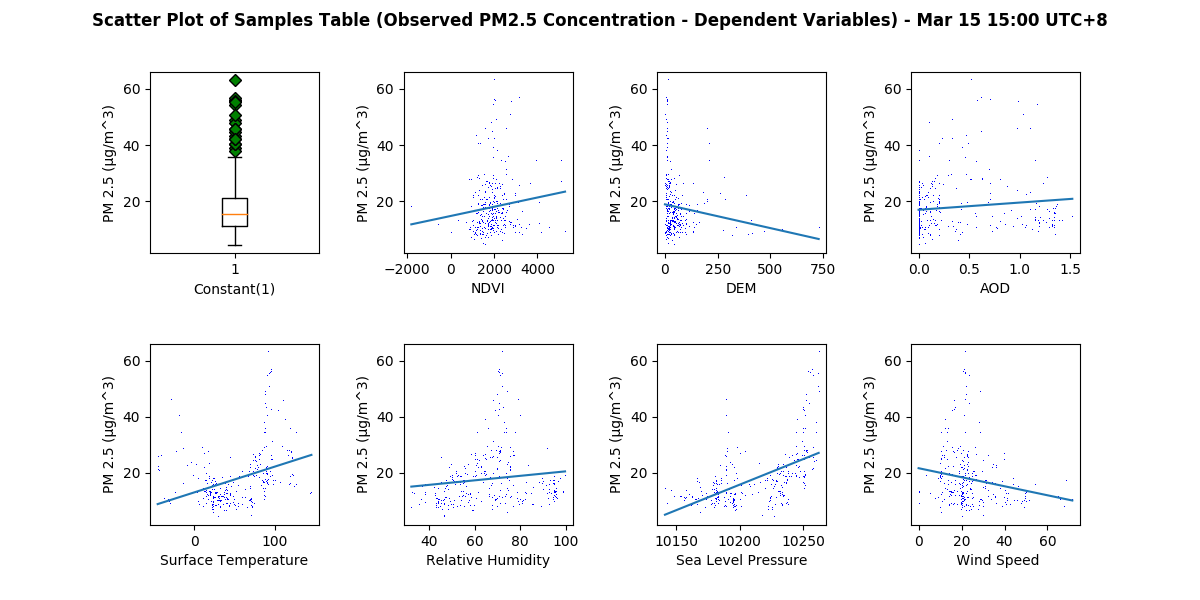 Scatter Plot of Samples Table (Observed PM2.5 Concentration - Dependent Variables) - Mar 15 15:00 UTC+8
PM 2.5 (μg/m^3)
60
40
20
1
Constant(1)
PM 2.5 (μg/m^3)
60
40
20
−2000 0 2000 4000
NDVI
PM 2.5 (μg/m^3)
60
40
20
0 250 500 750
DEM
PM 2.5 (μg/m^3)
60
40
20
0.0 0.5 1.0 1.5
AOD
PM 2.5 (μg/m^3)
60
40
20
0 100
Surface Temperature
PM 2.5 (μg/m^3)
60
40
20
40 60 80 100
Relative Humidity
PM 2.5 (μg/m^3)
60
40
20
10150 10200 10250
Sea Level Pressure
PM 2.5 (μg/m^3)
60
40
20
0 20 40 60
Wind Speed